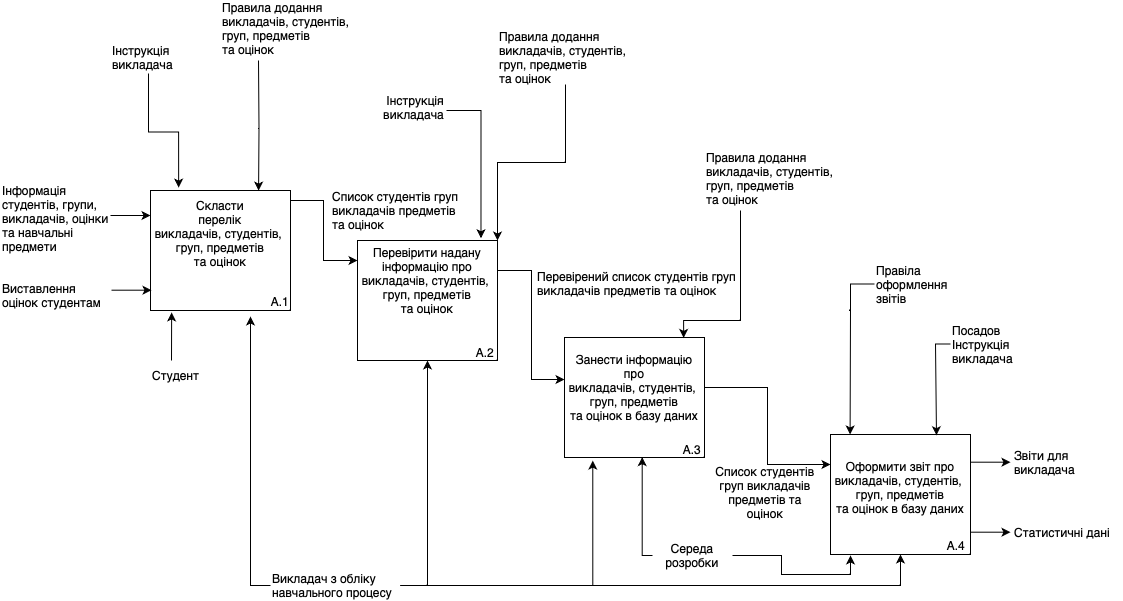 Правила додання
викладачів, студентів,
груп, предметів
та оцінок
Інструкція
викладача
Правила додання
викладачів, студентів,
груп, предметів
та оцінок
Інструкція
викладача
Правила додання
викладачів, студентів,
груп, предметів
та оцінок
Інформація
студентів, групи,
викладачів, оцінки
та навчальні
предмети
Скласти
перелік
викладачів, студентів,
груп, предметів
та оцінок
А.1
Список студентів груп
викладачів предметів
та оцінок
Виставлення
оцінок студентам
Студент
Перевірити надану
інформацію про
викладачів, студентів,
груп, предметів
та оцінок
А.2
Перевірений список студентів груп
викладачів предметів та оцінок
Правіла
оформлення
звітів
Посадов
Інструкція
викладача
Занести інформацію
про
викладачів, студентів,
груп, предметів
та оцінок в базу даних
А.3
Список студентів
груп викладачів
предметів та
оцінок
Оформити звіт про
викладачів, студентів,
груп, предметів
та оцінок в базу даних
А.4
Звіти для
викладача
Статистичні дані
Середа
розробки
Викладач з обліку
навчального процесу